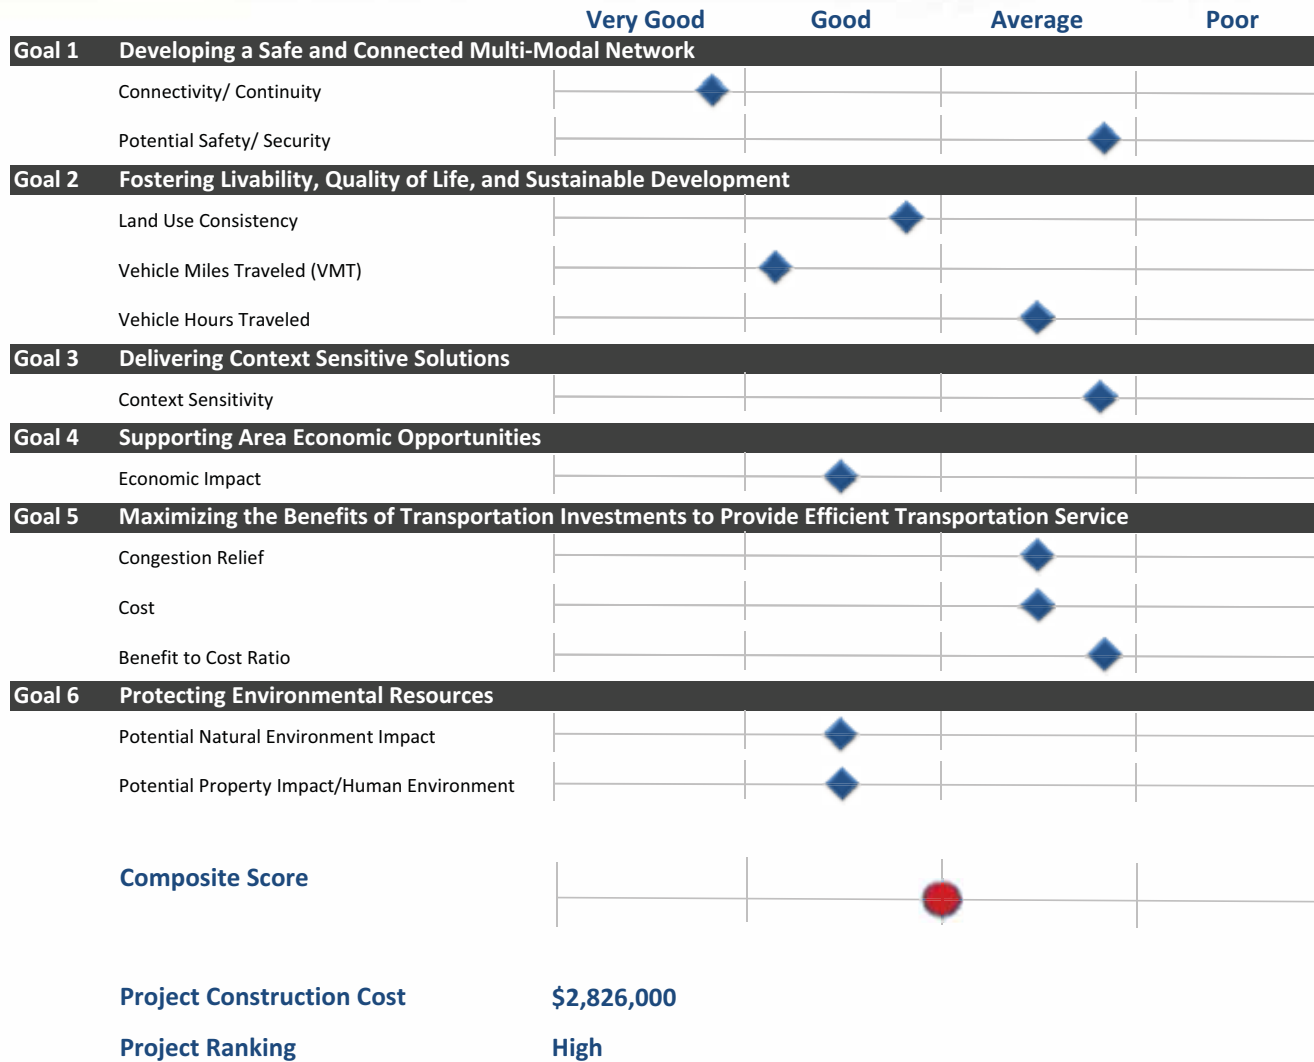 Very Good Good Average Poor
Goal 1 Developing a Safe and Connected Multi-Modal Network
Connectivity/ Continuity
Potential Safety/ Security
Goal 2 Fostering Livability, Quality of Life, and Sustainable Development
Land Use Consistency
Vehicle Miles Traveled (VMT)
Vehicle Hours Traveled
Goal 3 Delivering Context Sensitive Solutions
Context Sensitivity
Goal 4 Supporting Area Economic Opportunities
Economic Impact
Goal 5 Maximizing the Benefits of Transportation Investments to Provide Efficient Transportation Service
Congestion Relief
Cost
Benefit to Cost Ratio
Goal 6 Protecting Environmental Resources
Potential Natural Environment Impact
Potential Property Impact/Human Environment
Composite Score
Project Construction Cost $2,826,000
Project Ranking High